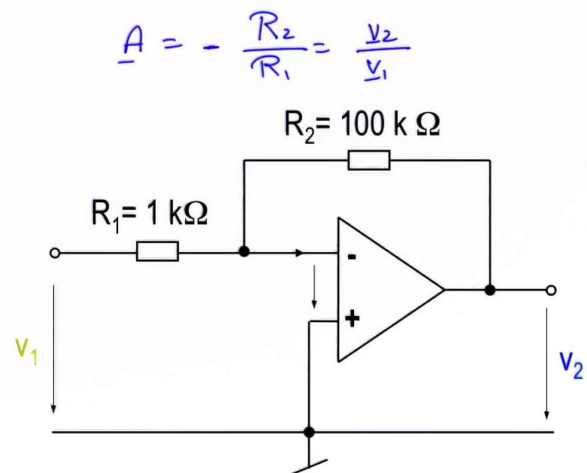 A = - R2/R1 = v2/v1
R2= 100 k Ω
R1= 1 kΩ
-
+
v1
v2